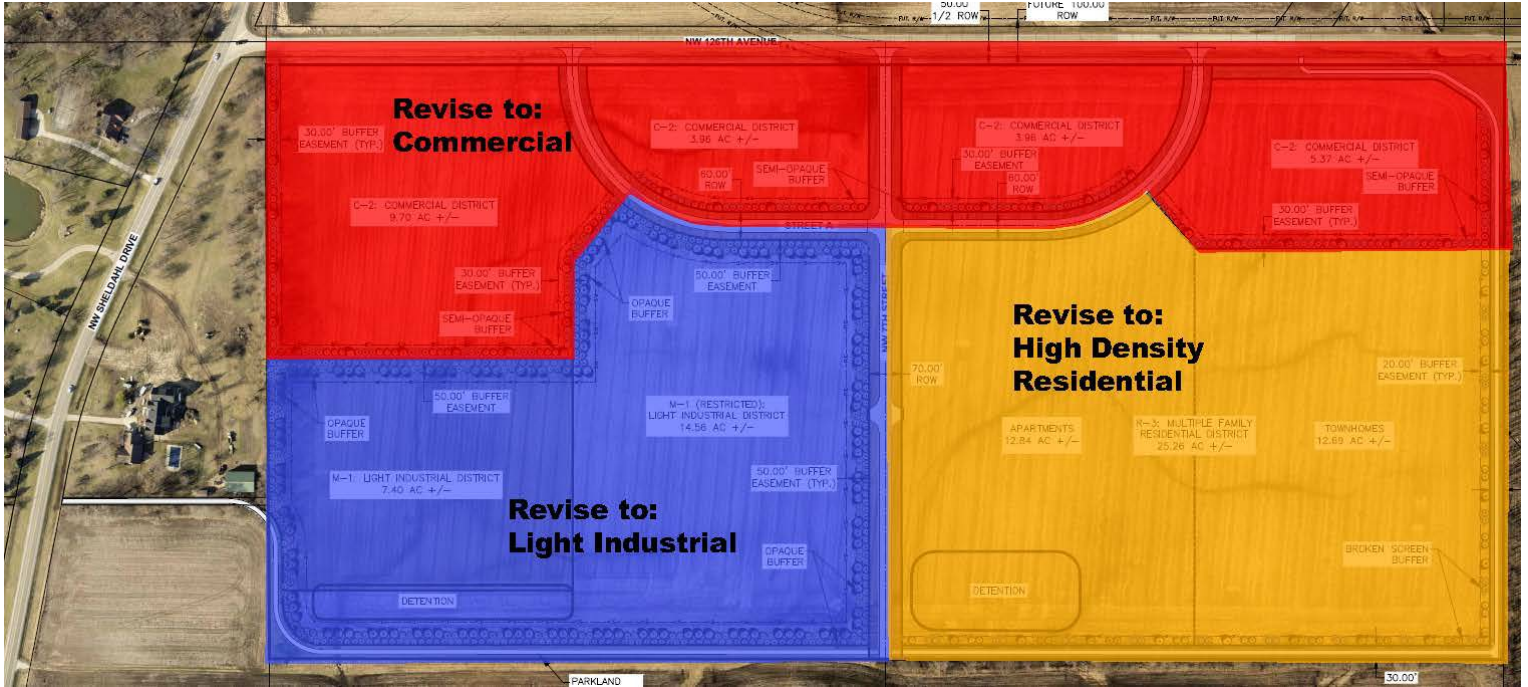 50.00'
1/2 ROW
FUTURE 100.00'
ROW
NW 126TH AVENUE
Revise to:
Commercial
30.00' BUFFER
EASEMENT (TYP.)
C-2: COMMERCIAL DISTRICT
3.96 AC +/-
C-2: COMMERCIAL DISTRICT
3.98 AC +/-
C-2: COMMERCIAL DISTRICT
5.37 AC +/-
30.00' BUFFER
EASEMENT
SEMI-OPAQUE
BUFFER
60.00'
ROW
60.00'
ROW
SEMI-OPAQUE
BUFFER
C-2: COMMERCIAL DISTRICT
9.70 AC +/-
30.00' BUFFER
EASEMENT (TYP.)
STREET A
NW SHELDAHL DRIVE
30.00' BUFFER
EASEMENT (TYP.)
50.00' BUFFER
EASEMENT
OPAQUE
BUFFER
SEMI-OPAQUE
BUFFER
NW 7TH STREET
Revise to:
High Density
Residential
70.00'
ROW
20.00' BUFFER
EASEMENT (TYP.)
50.00' BUFFER
EASEMENT
M-1 (RESTRICTED):
LIGHT INDUSTRIAL DISTRICT
14.56 AC +/-
OPAQUE
BUFFER
APARTMENTS
12.84 AC +/-
R-3: MULTIPLE FAMILY
RESIDENTIAL DISTRICT
25.26 AC +/-
TOWNHOMES
12.69 AC +/-
M-1: LIGHT INDUSTRIAL DISTRICT
7.40 AC +/-
50.00' BUFFER
EASEMENT (TYP.)
Revise to:
Light Industrial
OPAQUE
BUFFER
BROKEN SCREEN
BUFFER
DETENTION
DETENTION
PARKLAND
30.00'